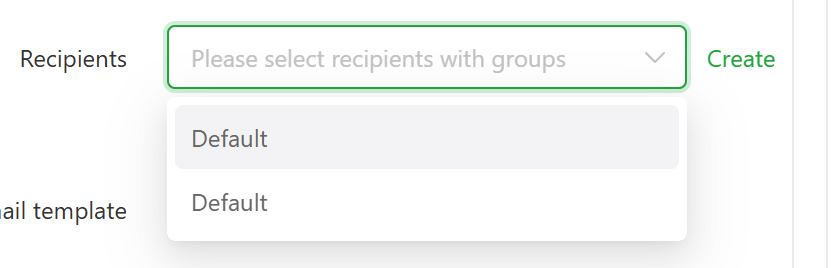 Recipients
Please select recipients with groups
Create
Default
Default
ail template